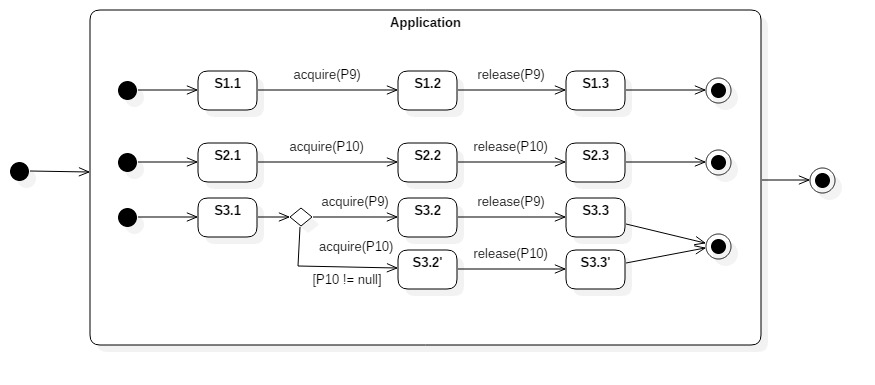 Application
S1.1 acquire(P9) S1.2 release(P9) S1.3
S2.1 acquire(P10) S2.2 release(P10) S2.3
S3.1 acquire(P9) S3.2 release(P9) S3.3
acquire(P10) S3.2' release(P10) S3.3'
[P10 != null]